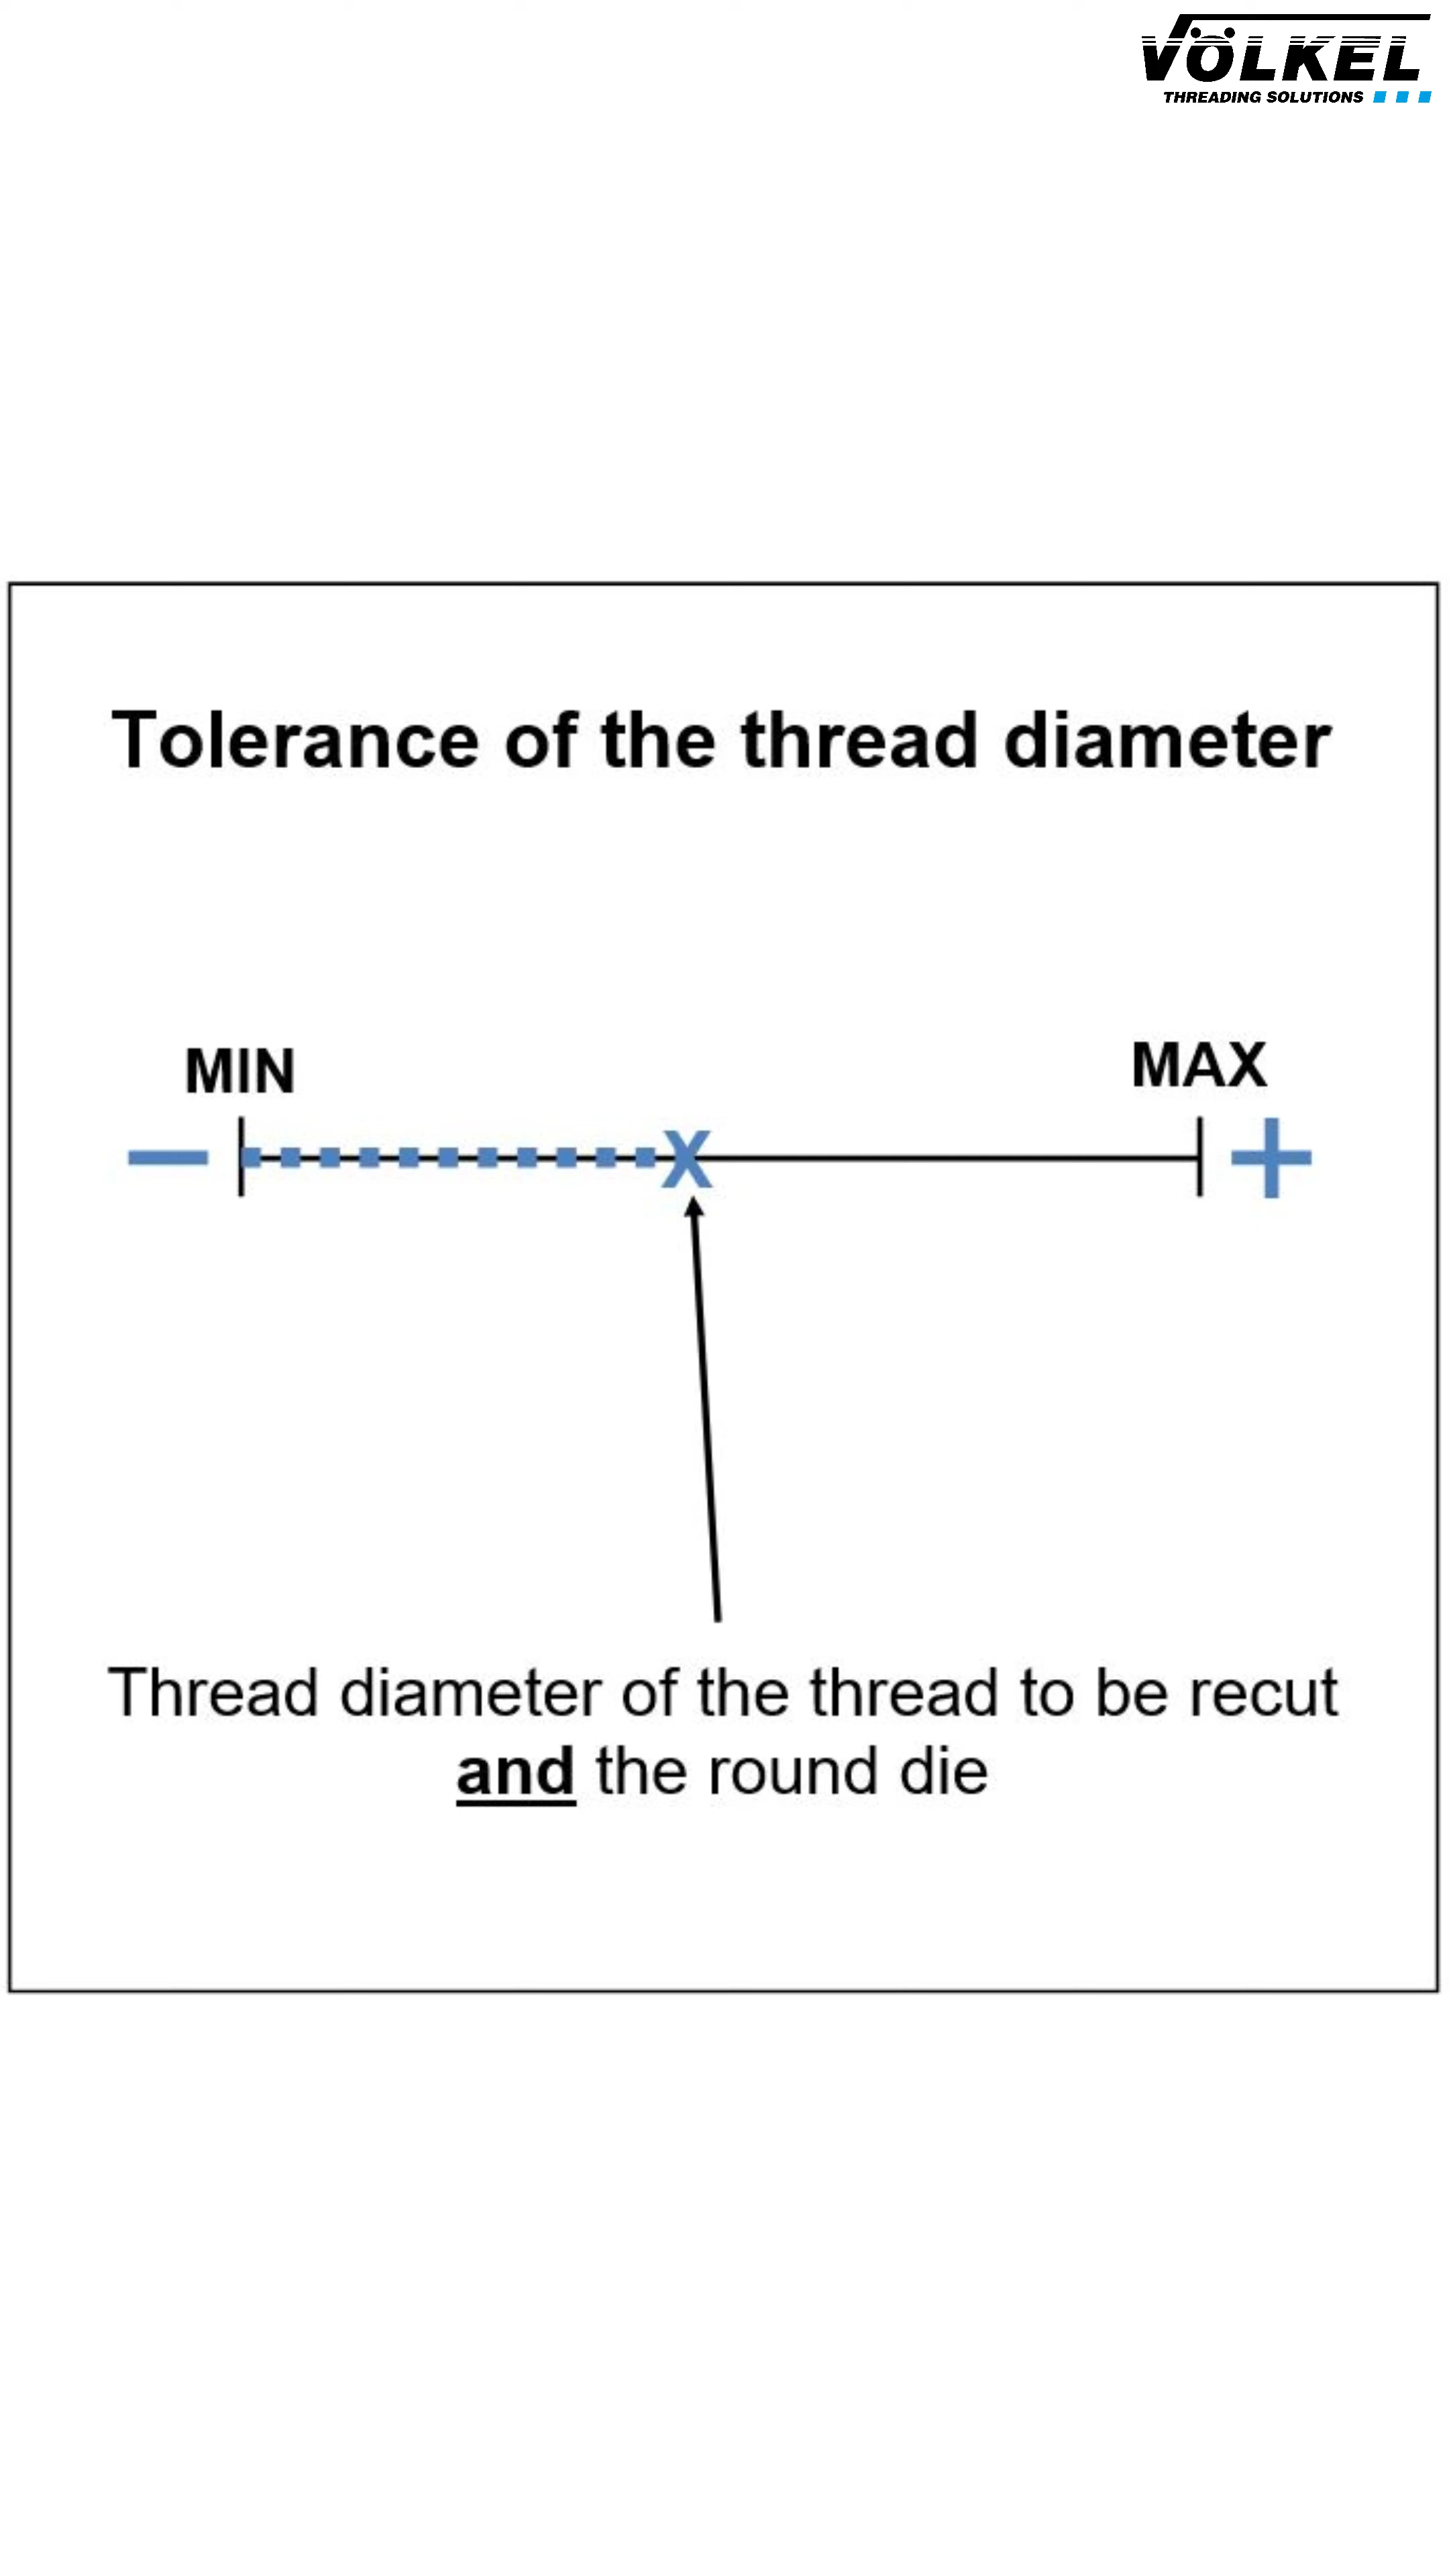 VÖLKEL
THREADING SOLUTIONS
Tolerance of the thread diameter
MIN
MAX
X
Thread diameter of the thread to be recut
and the round die